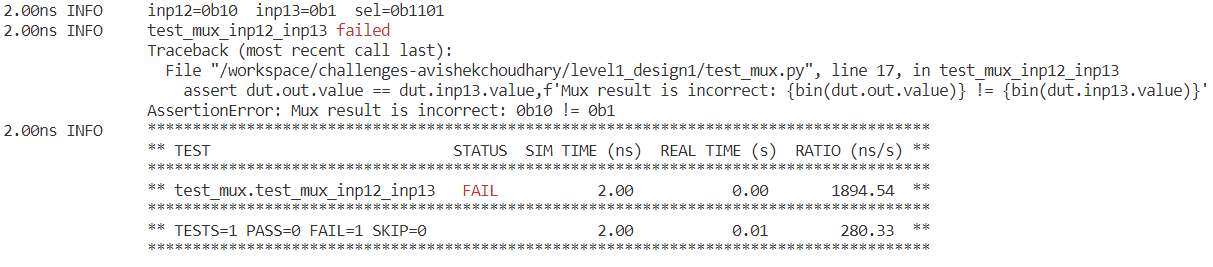 2.00ns INFO     inp12=0b10  inp13=0b1  sel=0b1101
2.00ns INFO     test_mux_inp12_inp13 failed
                Traceback (most recent call last):
                  File "/workspace/challenges-avishekchoudhary/level1_design1/test_mux.py", line 17, in test_mux_inp12_inp13
                    assert dut.out.value == dut.inp13.value,f'Mux result is incorrect: {bin(dut.out.value)} != {bin(dut.inp13.value)}'
                AssertionError: Mux result is incorrect: 0b10 != 0b1
2.00ns INFO     **************************************************************************************
                ** TEST                          STATUS  SIM TIME (ns)  REAL TIME (s)  RATIO (ns/s) **
                **************************************************************************************
                ** test_mux.test_mux_inp12_inp13   FAIL           2.00           0.00       1894.54  **
                **************************************************************************************
                ** TESTS=1 PASS=0 FAIL=1 SKIP=0                   2.00           0.01        280.33  **
                **************************************************************************************